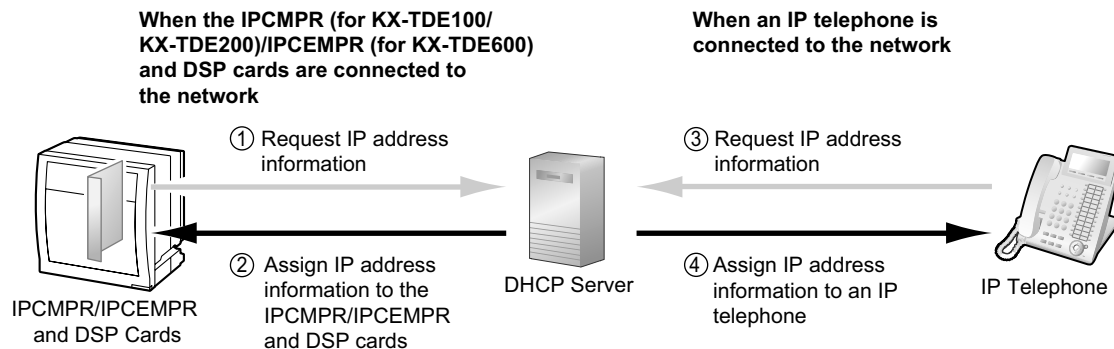 When the IPCMPR (for KX-TDE100/
KX-TDE200)/IPCEMPR (for KX-TDE600)
and DSP cards are connected to
the network
When an IP telephone is
connected to the network
① Request IP address
information
③ Request IP address
information
② Assign IP address
information to the
IPCMPR/IPCEMPR
and DSP cards
④ Assign IP address
information to an IP
telephone
IPCMPR/IPCEMPR
and DSP Cards
DHCP Server
IP Telephone